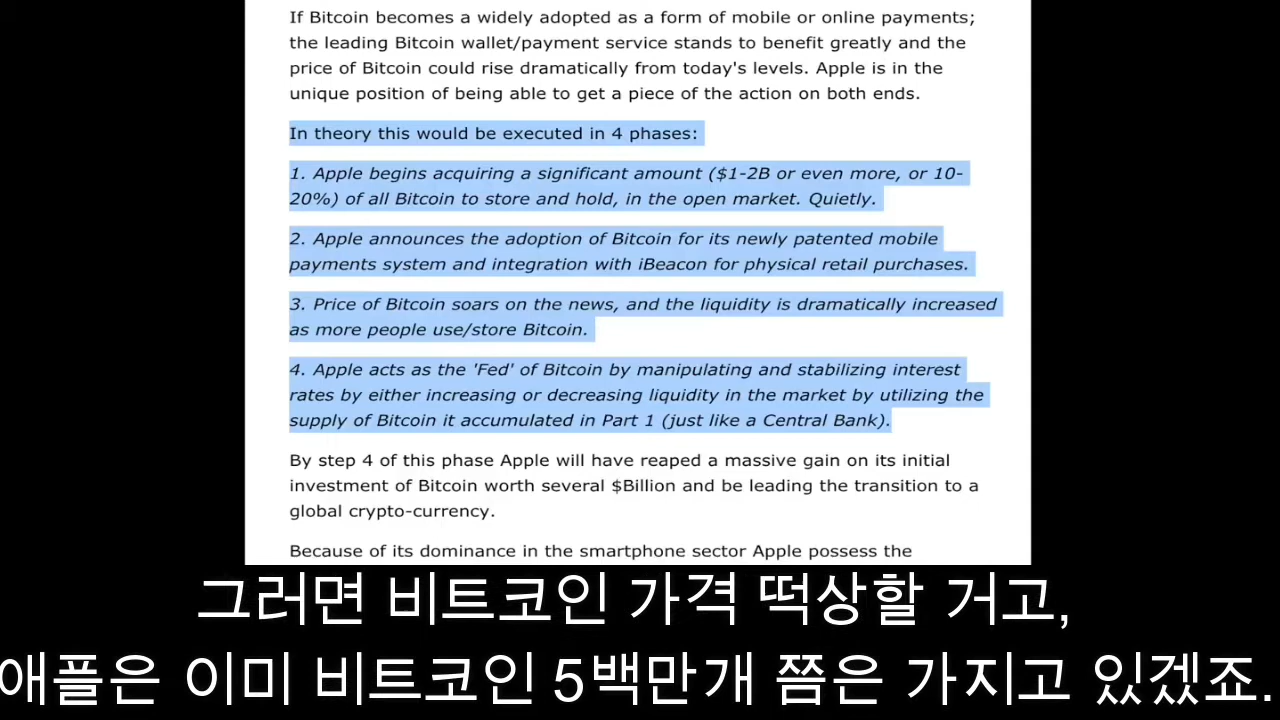 If Bitcoin becomes a widely adopted as a form of mobile or online payments;
the leading Bitcoin wallet/payment service stands to benefit greatly and the
price of Bitcoin could rise dramatically from today's levels. Apple is in the
unique position of being able to get a piece of the action on both ends.
In theory this would be executed in 4 phases:
1. Apple begins acquiring a significant amount ($1-2B or even more, or 10-
20%) of all Bitcoin to store and hold, in the open market. Quietly.
2. Apple announces the adoption of Bitcoin for its newly patented mobile
payments system and integration with iBeacon for physical retail purchases.
3. Price of Bitcoin soars on the news, and the liquidity is dramatically increased
as more people use/store Bitcoin.
4. Apple acts as the 'Fed' of Bitcoin by manipulating and stabilizing interest
rates by either increasing or decreasing liquidity in the market by utilizing the
supply of Bitcoin it accumulated in Part 1 (just like a Central Bank).
By step 4 of this phase Apple will have reaped a massive gain on its initial
investment of Bitcoin worth several $Billion and be leading the transition to a
global crypto-currency.
Because of its dominance in the smartphone sector Apple possess the
그러면 비트코인 가격 떡상할 거고,
애플은 이미 비트코인 5백만개 쯤은 가지고 있겠죠.